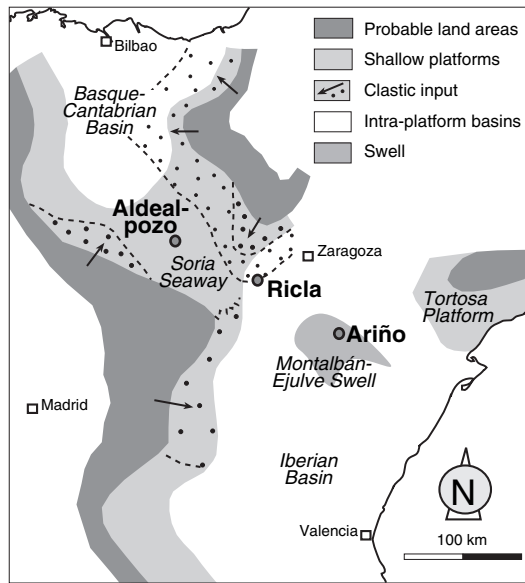 Probable land areas
Shallow platforms
Clastic input
Intra-platform basins
Swell
Bilbao
Basque-
Cantabrian
Basin
Aldeal-
pozo
Soria
Seaway
Zaragoza
Ricla
Tortosa
Platform
Ariño
Montalbán-
Ejulve Swell
Madrid
Iberian
Basin
N
Valencia
100 km